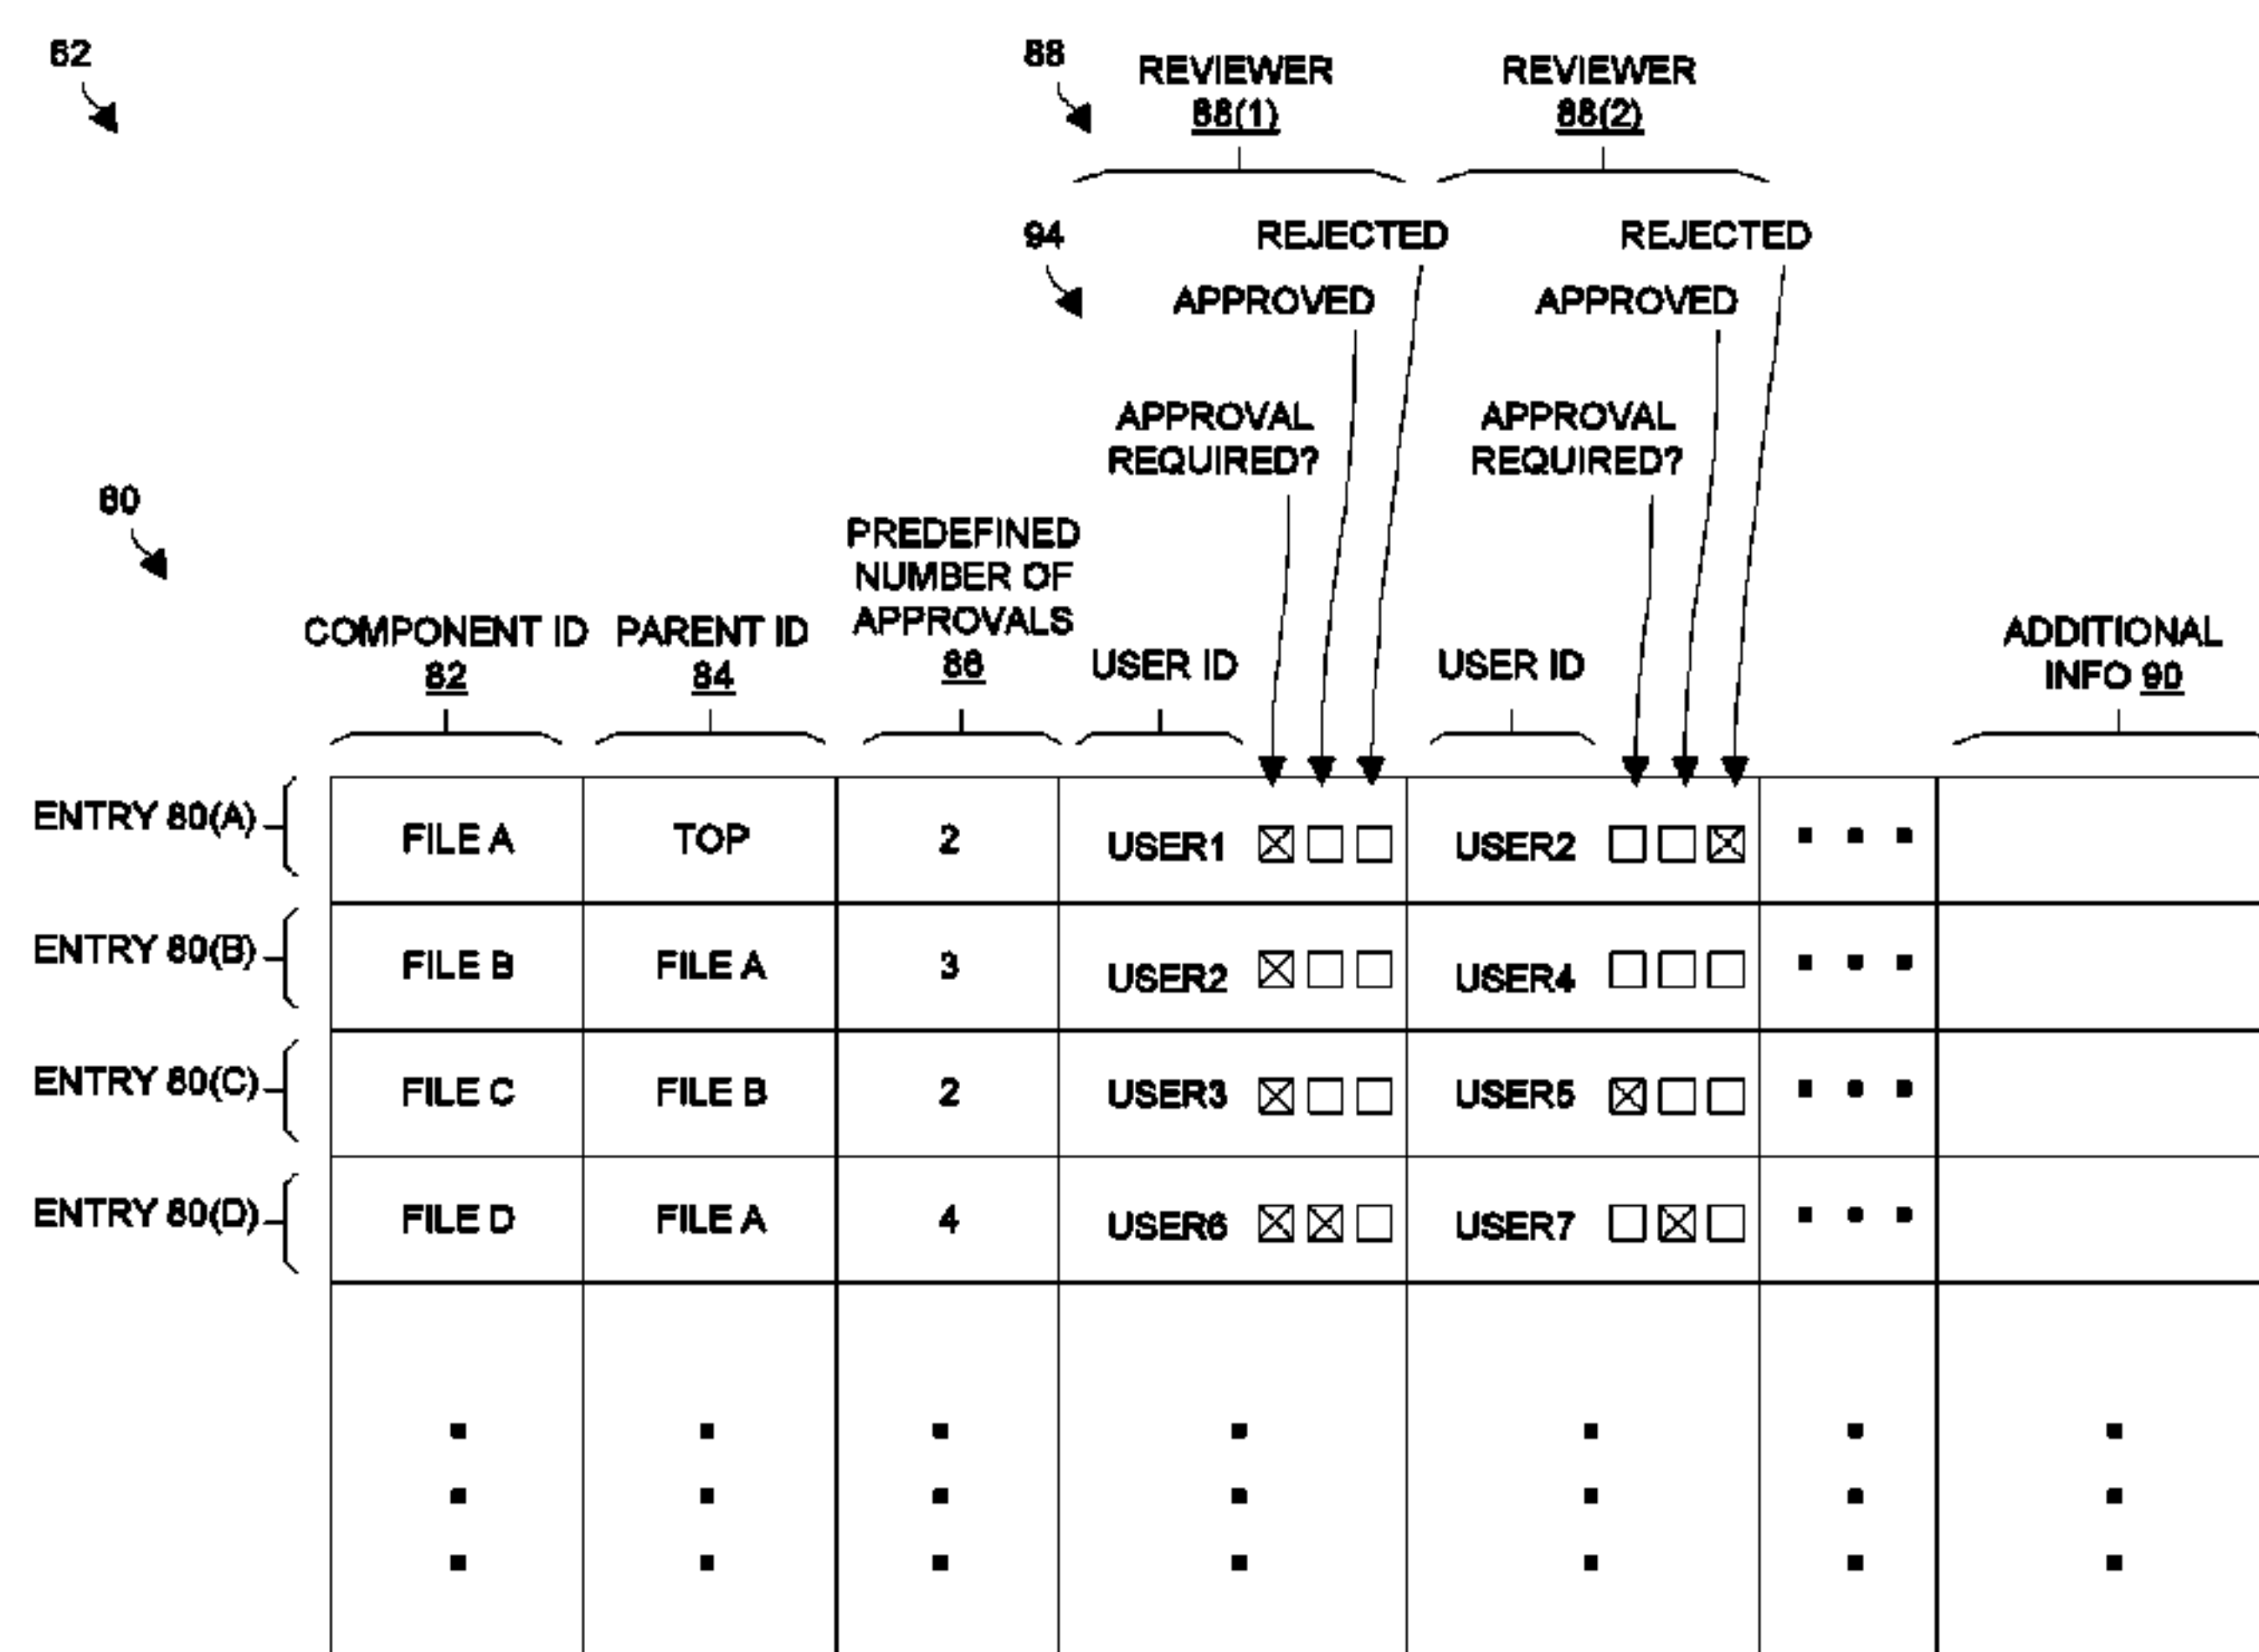 62
88
REVIEWER REVIEWER
88(1) 88(2)
94
REJECTED REJECTED
APPROVED APPROVED
APPROVAL APPROVAL
REQUIRED? REQUIRED?
80
PREDEFINED
NUMBER OF
APPROVALS
86
COMPONENT ID PARENT ID
82 84
USER ID USER ID
ADDITIONAL
INFO 90
ENTRY 80(A) FILE A TOP 2 USER1 USER2
ENTRY 80(B) FILE B FILE A 3 USER2 USER4
ENTRY 80(C) FILE C FILE B 2 USER3 USER5
ENTRY 80(D) FILE D FILE A 4 USER6 USER7